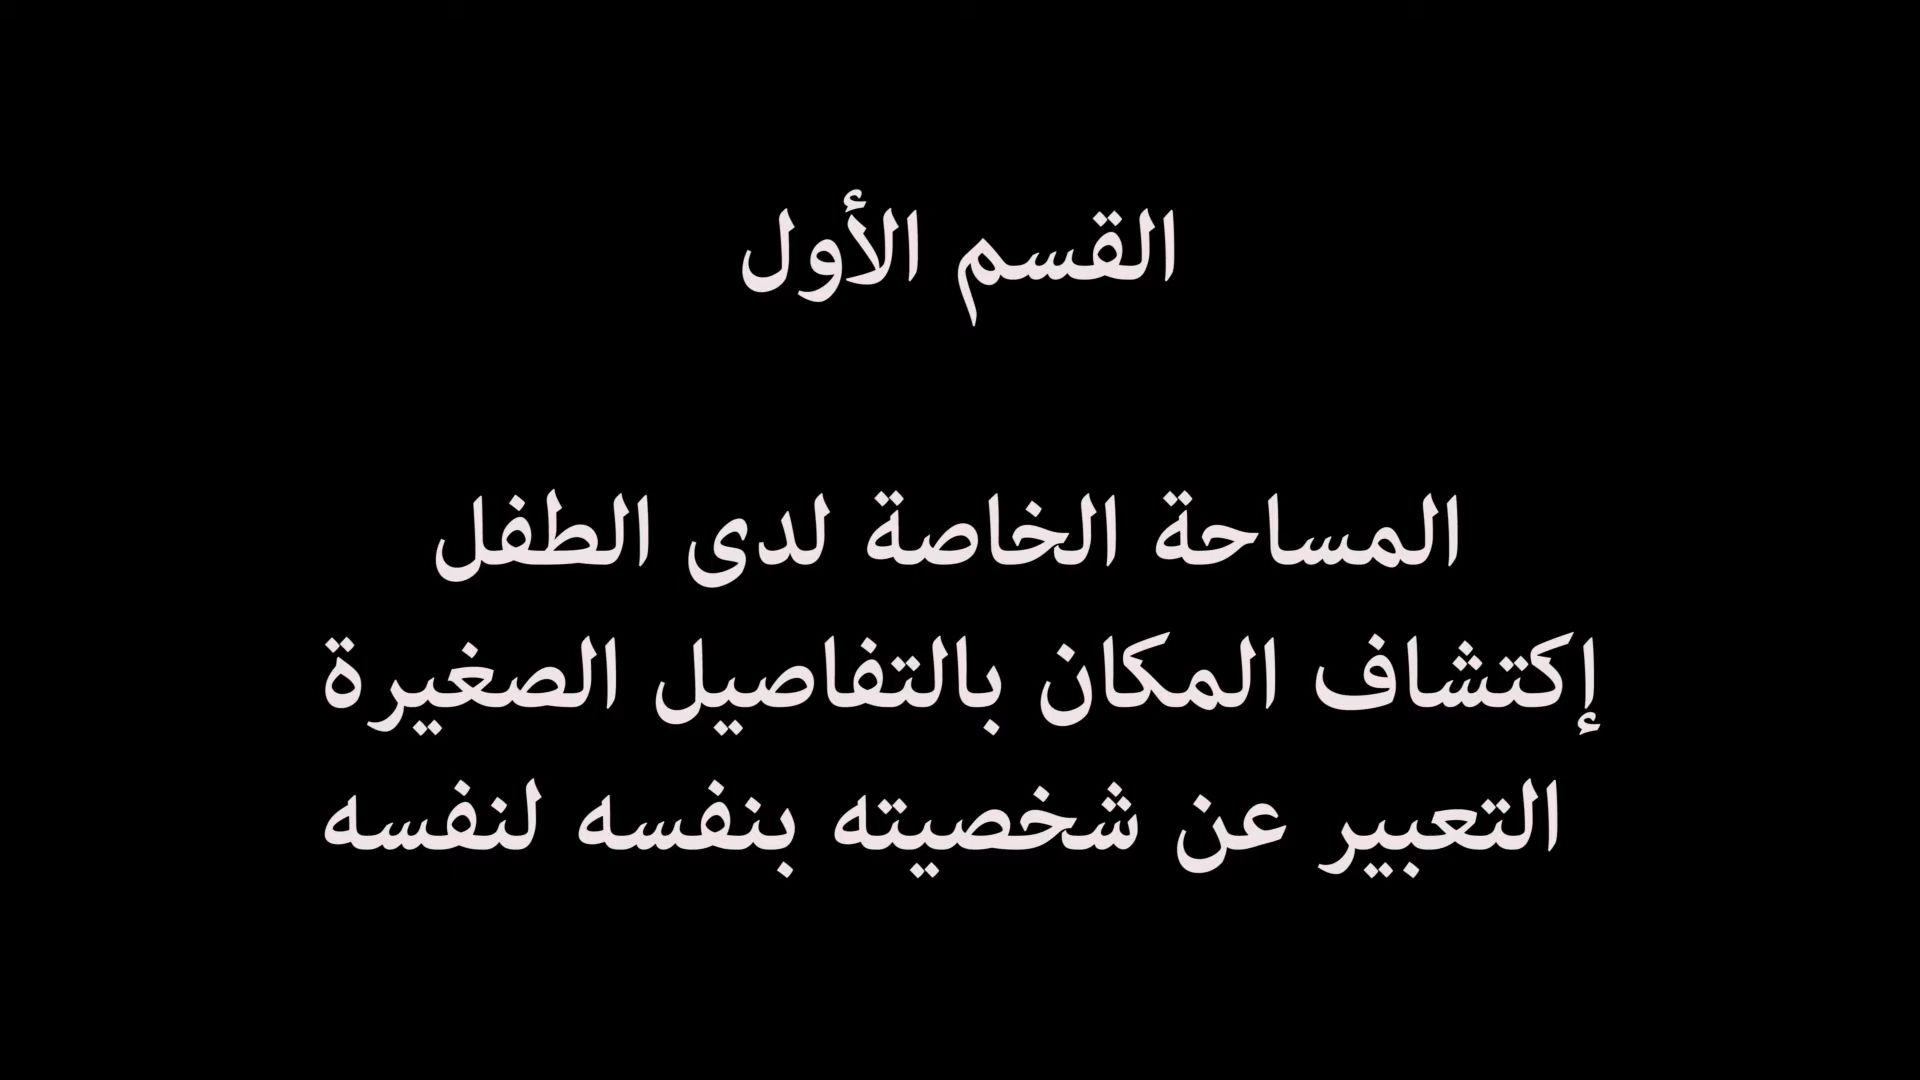 القسم الأول
المساحة الخاصة لدى الطفل
إكتشاف المكان بالتفاصيل الصغيرة
التعبير عن شخصيته بنفسه لنفسه